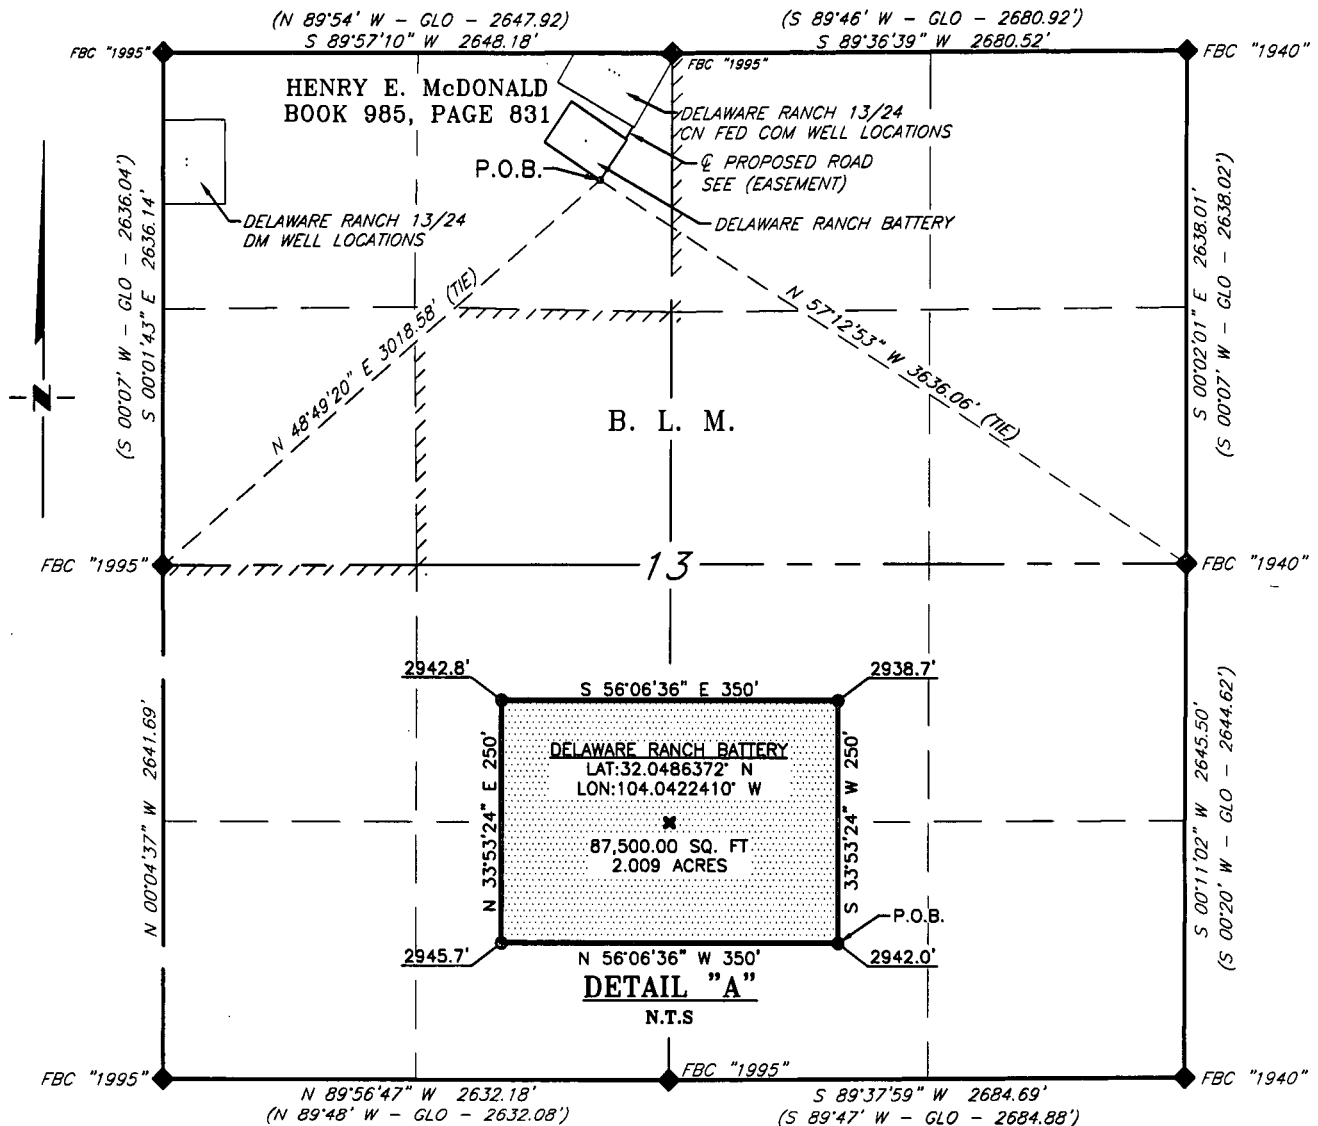 (N 89°54' W - GLO - 2647.92)
S 89°57'10" W 2648.18'
(S 89°46' W - GLO - 2680.92')
S 89°36'39" W 2680.52'
FBC "1995"
FBC "1995"
FBC "1940"
HENRY E. McDONALD
BOOK 985, PAGE 831
DELAWARE RANCH 13/24
CN FED COM WELL LOCATIONS
℄ PROPOSED ROAD
SEE (EASEMENT)
P.O.B.
DELAWARE RANCH BATTERY
DELAWARE RANCH 13/24
DM WELL LOCATIONS
(S 00°07' W - GLO - 2636.04')
S 00°01'43" E 2636.14'
S 00°02'01" E 2638.01'
(S 00°07' W - GLO - 2638.02')
N 48°49'20" E 3018.58' (TIE)
N 57°12'53" W 3636.06' (TIE)
N
B. L. M.
FBC "1995"
13
FBC "1940"
2942.8'
2938.7'
S 56°06'36" E 350'
N 33°53'24" E 250'
DELAWARE RANCH BATTERY
LAT:32.0486372° N
LON:104.0422410° W
87,500.00 SQ. FT
2.009 ACRES
S 33°53'24" W 250'
P.O.B.
2945.7'
N 56°06'36" W 350'
2942.0'
DETAIL "A"
N.T.S
N 00°04'37" W 2641.69'
S 00°11'02" W 2645.50'
(S 00°20' W - GLO - 2644.62')
FBC "1995"
FBC "1995"
FBC "1940"
N 89°56'47" W 2632.18'
(N 89°48' W - GLO - 2632.08')
S 89°37'59" W 2684.69'
(S 89°47' W - GLO - 2684.88')